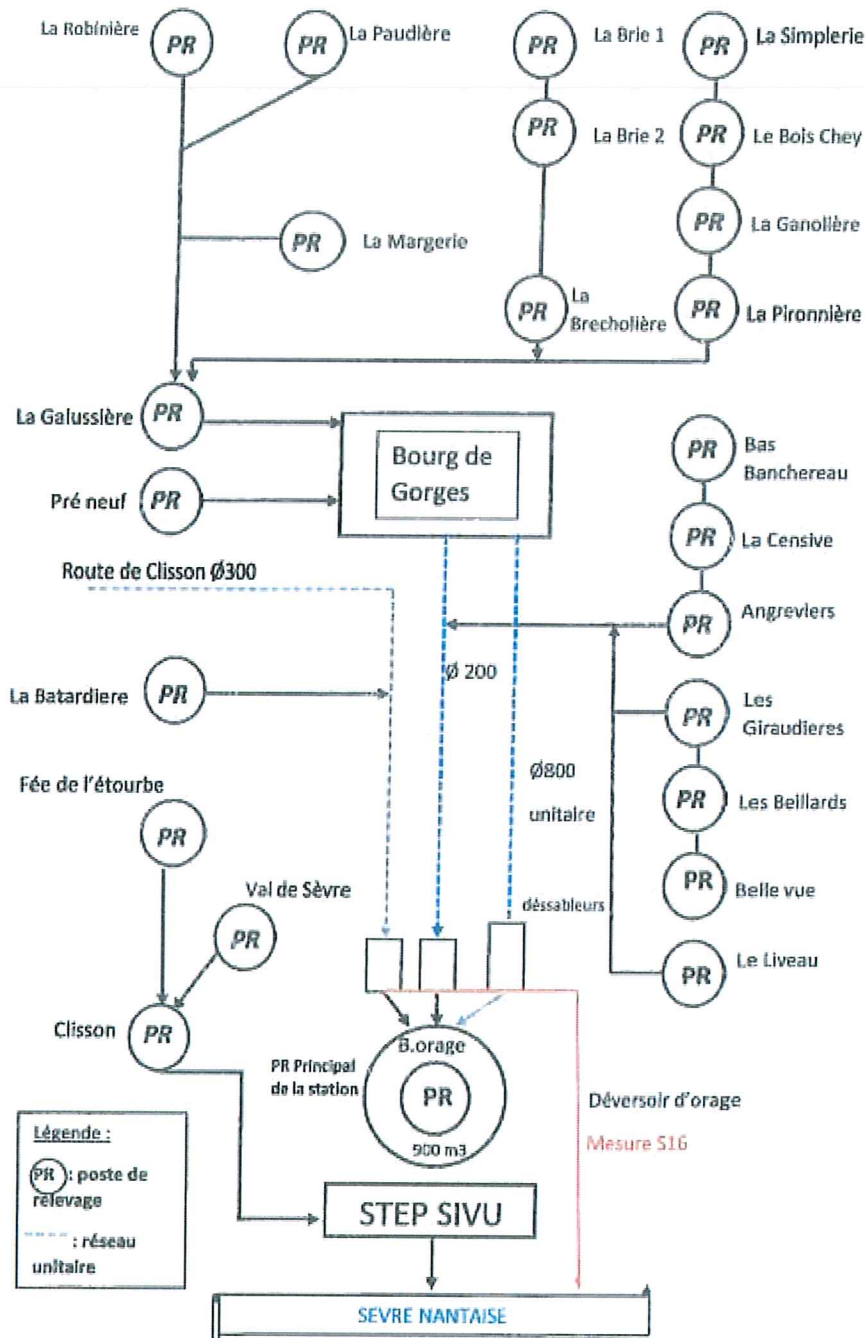 La Robinière
PR
PR
La Paudière
PR
La Brie 1
PR
La Simplerie
PR
La Brie 2
PR
Le Bois Chey
PR
La Ganolière
PR
La Margerie
PR
La
Brecholière
PR
La Pironnière
La Galussière
PR
Bourg de
Gorges
PR
Bas
Banchereau
Pré neuf
PR
PR
La Censive
Route de Clisson Ø300
PR
Angreviers
Ø 200
La Batardiere
PR
PR
Les
Giraudieres
Ø800
unitaire
Fée de l'étourbe
PR
PR
Les Beillards
Val de Sèvre
PR
PR
Belle vue
déssableurs
PR
Le Liveau
Clisson
PR
B.orage
PR Principal
de la station
PR
900 m3
Déversoir d'orage
Mesure S16
Légende :
PR : poste de
relevage
: réseau
unitaire
STEP SIVU
SEVRE NANTAISE